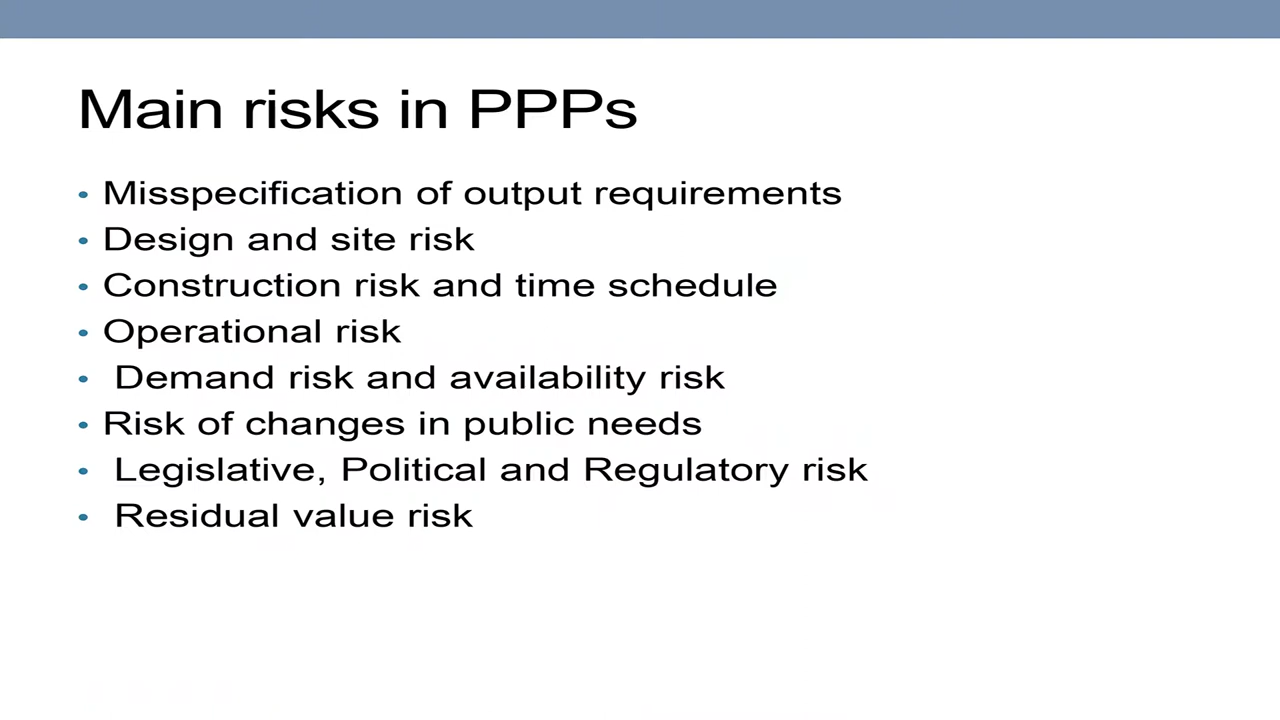 Main risks in PPPs
• Misspecification of output requirements
• Design and site risk
• Construction risk and time schedule
• Operational risk
• Demand risk and availability risk
• Risk of changes in public needs
• Legislative, Political and Regulatory risk
• Residual value risk